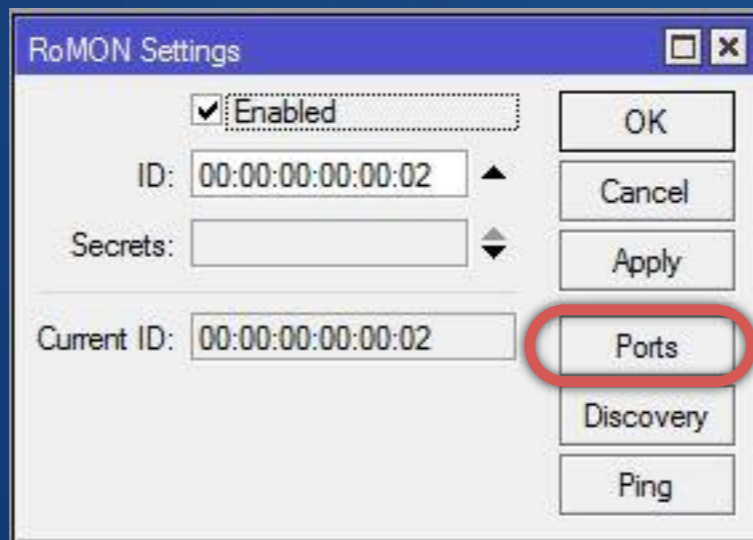 RoMON Settings
Enabled
ID: 00:00:00:00:00:02
Secrets:
Current ID: 00:00:00:00:00:02
OK
Cancel
Apply
Ports
Discovery
Ping